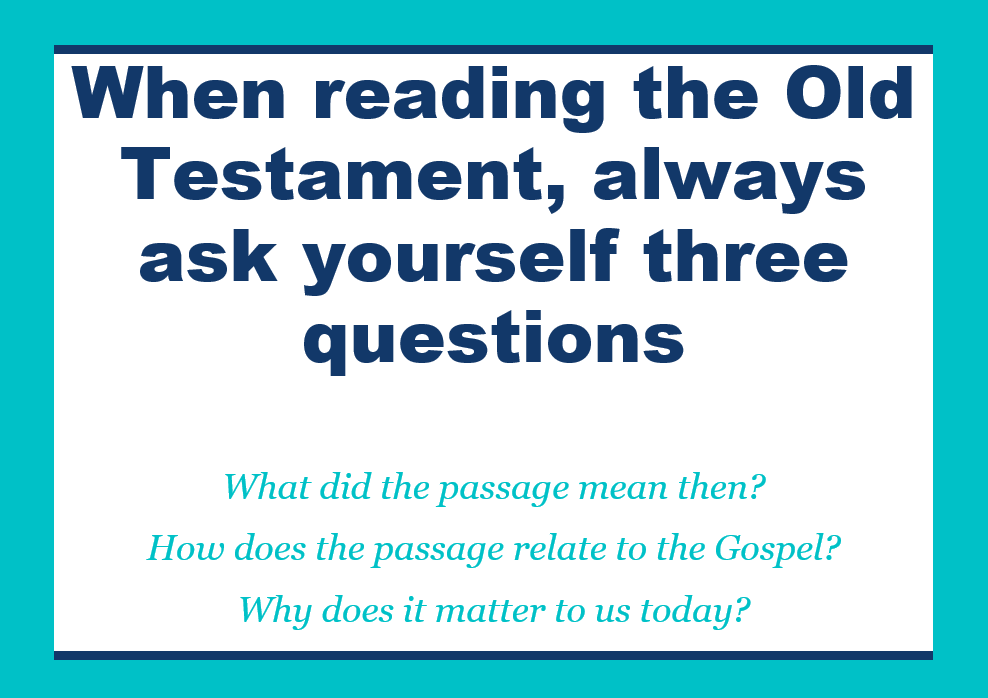 When reading the Old
Testament, always
ask yourself three
questions
What did the passage mean then?
How does the passage relate to the Gospel?
Why does it matter to us today?